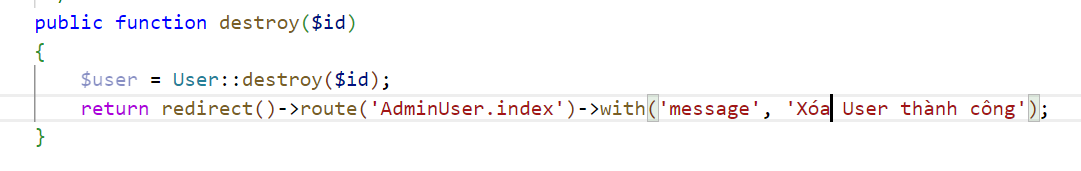 public function destroy($id)
{
    $user = User::destroy($id);
    return redirect()->route('AdminUser.index')->with('message', 'Xóa User thành công');
}